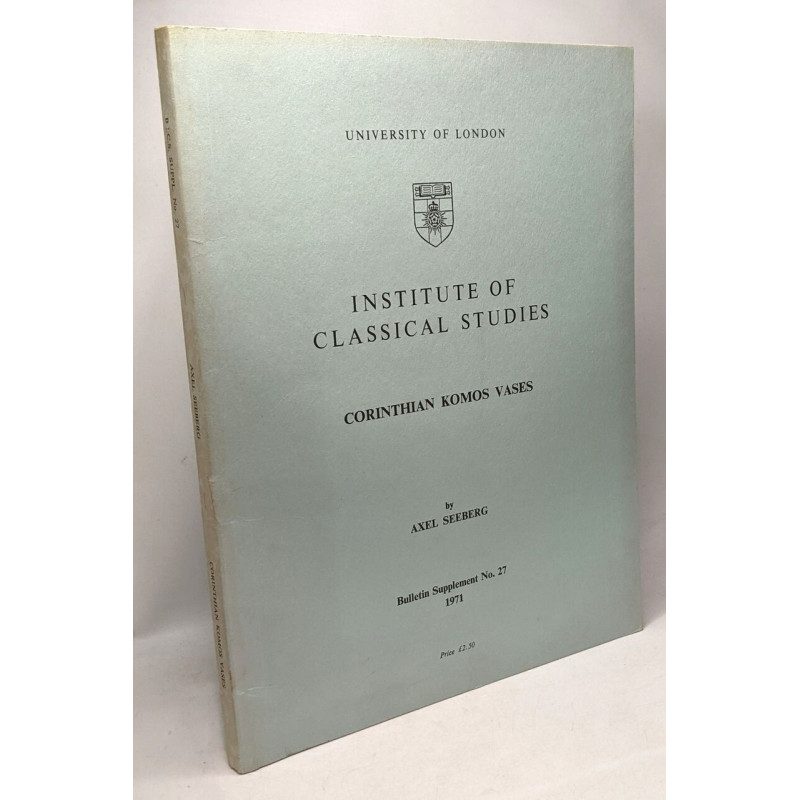 UNIVERSITY OF LONDON
INSTITUTE OF
CLASSICAL STUDIES
CORINTHIAN KOMOS VASES
by
AXEL SEEBERG
Bulletin Supplement No. 27
1971
Price £2.50
B.I.C.S. SUPPL. No. 27
AXEL SEEBERG
CORINTHIAN KOMOS VASES